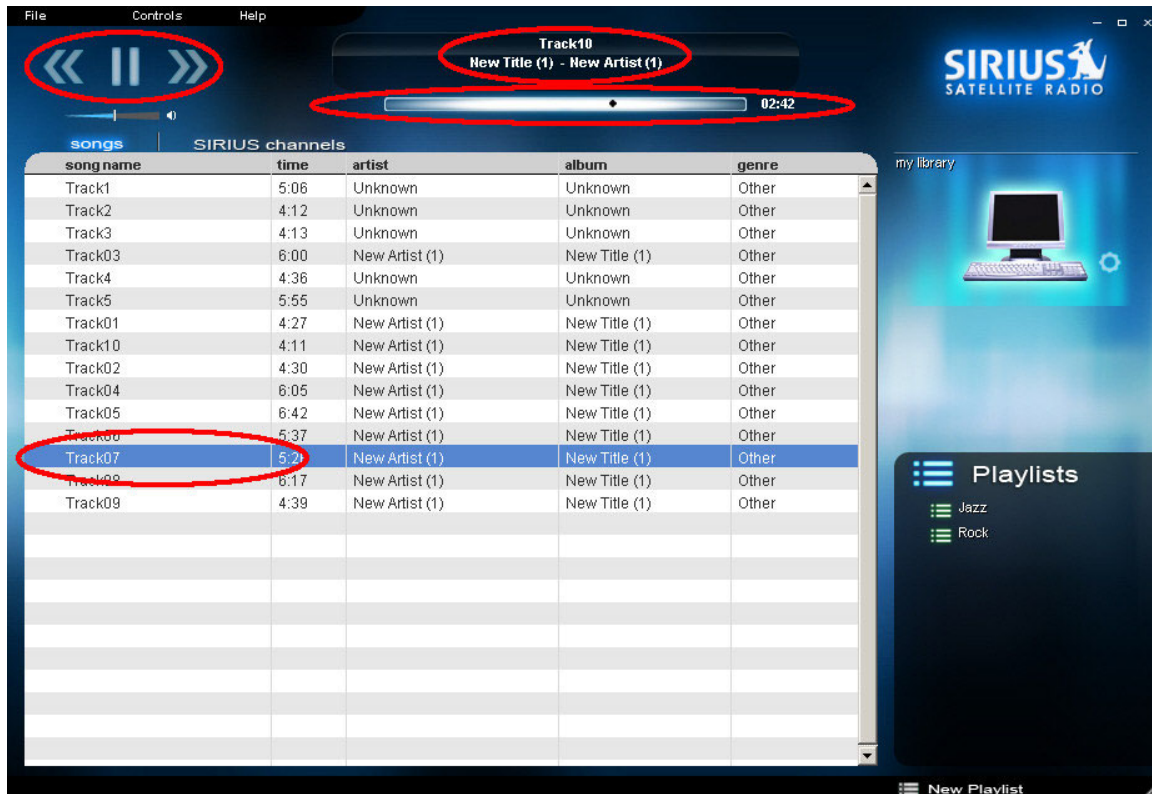 File Controls Help
Track10
New Title (1) - New Artist (1)
02:42
SIRIUS
SATELLITE RADIO
songs SIRIUS channels
song name time artist album genre
Track1 5:06 Unknown Unknown Other
Track2 4:12 Unknown Unknown Other
Track3 4:13 Unknown Unknown Other
Track03 6:00 New Artist (1) New Title (1) Other
Track4 4:36 Unknown Unknown Other
Track5 5:55 Unknown Unknown Other
Track01 4:27 New Artist (1) New Title (1) Other
Track10 4:11 New Artist (1) New Title (1) Other
Track02 4:30 New Artist (1) New Title (1) Other
Track04 6:05 New Artist (1) New Title (1) Other
Track05 6:42 New Artist (1) New Title (1) Other
Track06 5:37 New Artist (1) New Title (1) Other
Track07 New Artist (1) New Title (1) Other
Track08 6:17 New Artist (1) New Title (1) Other
Track09 4:39 New Artist (1) New Title (1) Other
my library
Playlists
Jazz
Rock
New Playlist